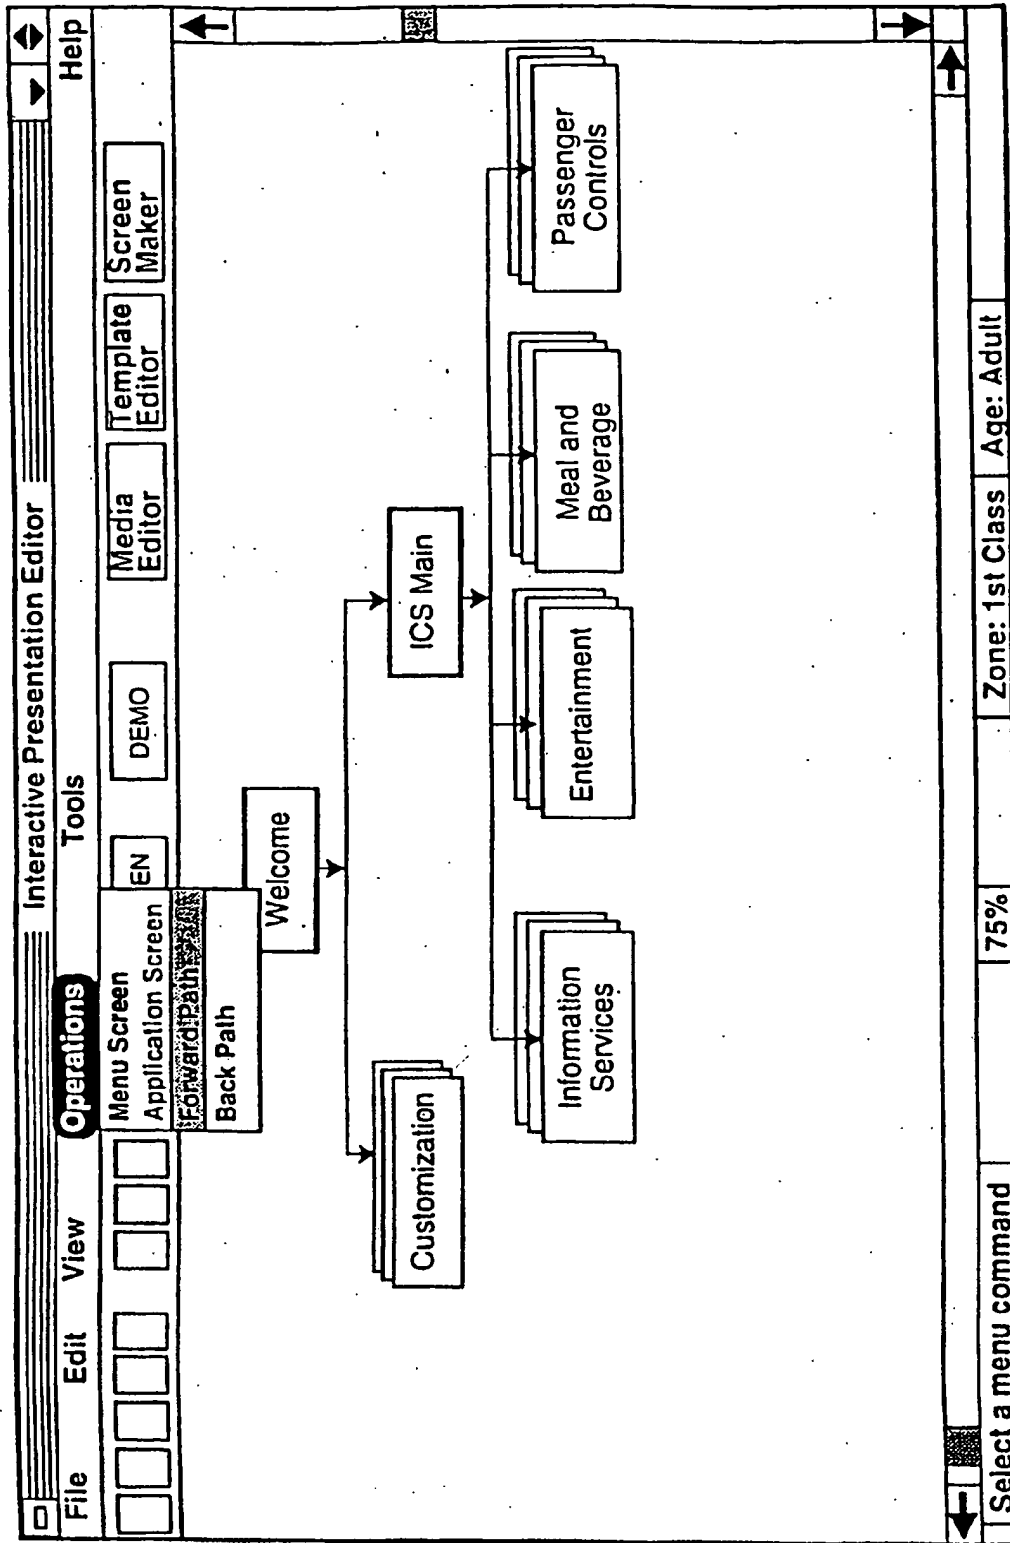 Interactive Presentation Editor
File Edit View Operations Tools Help
Menu Screen
Application Screen
Forward Path
Back Path
EN
DEMO
Media
Editor
Template
Editor
Screen
Maker
Welcome
Customization
ICS Main
Information
Services
Entertainment
Meal and
Beverage
Passenger
Controls
Select a menu command
75%
Zone: 1st Class
Age: Adult